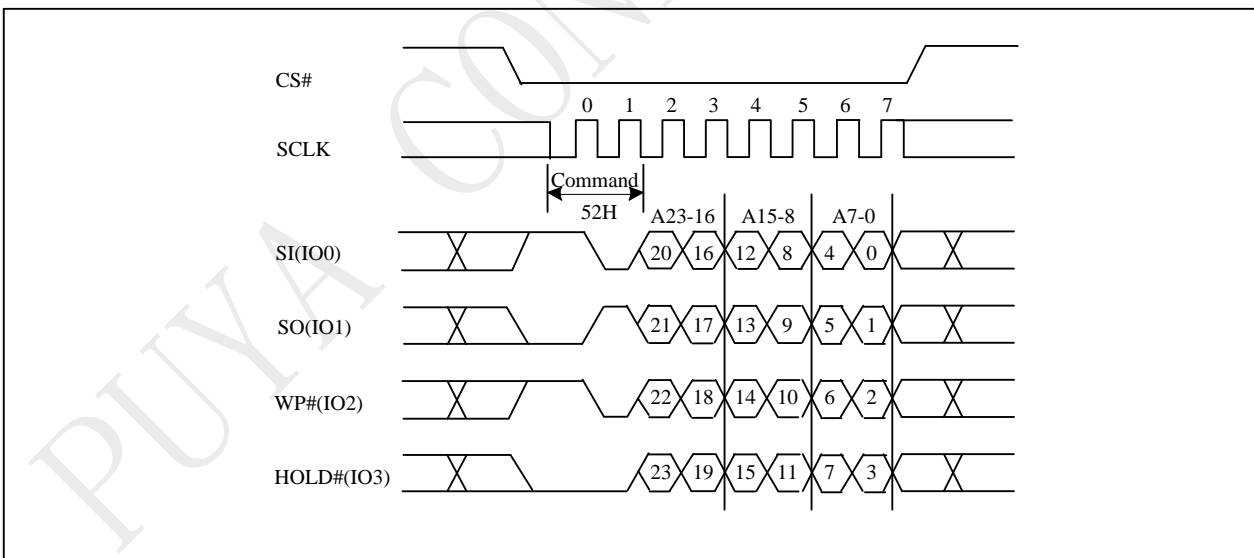 PUYA CON
CS#
0 1 2 3 4 5 6 7
SCLK
Command
52H
A23-16 A15-8 A7-0
SI(IO0) 20 16 12 8 4 0
SO(IO1) 21 17 13 9 5 1
WP#(IO2) 22 18 14 10 6 2
HOLD#(IO3) 23 19 15 11 7 3